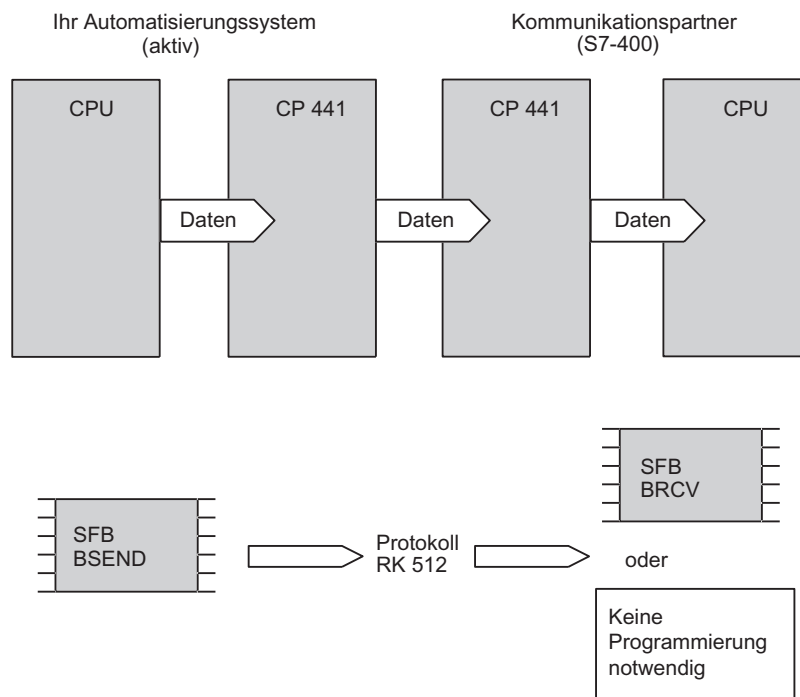 Ihr Automatisierungssystem
(aktiv)
Kommunikationspartner
(S7-400)
CPU
CP 441
CP 441
CPU
Daten
Daten
Daten
SFB
BSEND
Protokoll
RK 512
SFB
BRCV
oder
Keine
Programmierung
notwendig